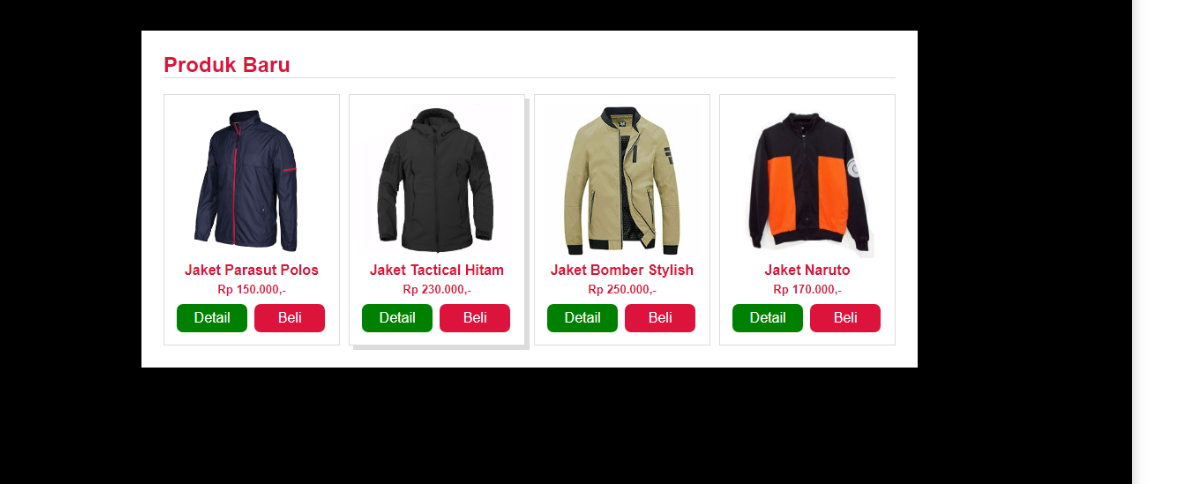 Produk Baru
Jaket Parasut Polos
Rp 150.000,-
Detail Beli
Jaket Tactical Hitam
Rp 230.000,-
Detail Beli
Jaket Bomber Stylish
Rp 250.000,-
Detail Beli
Jaket Naruto
Rp 170.000,-
Detail Beli